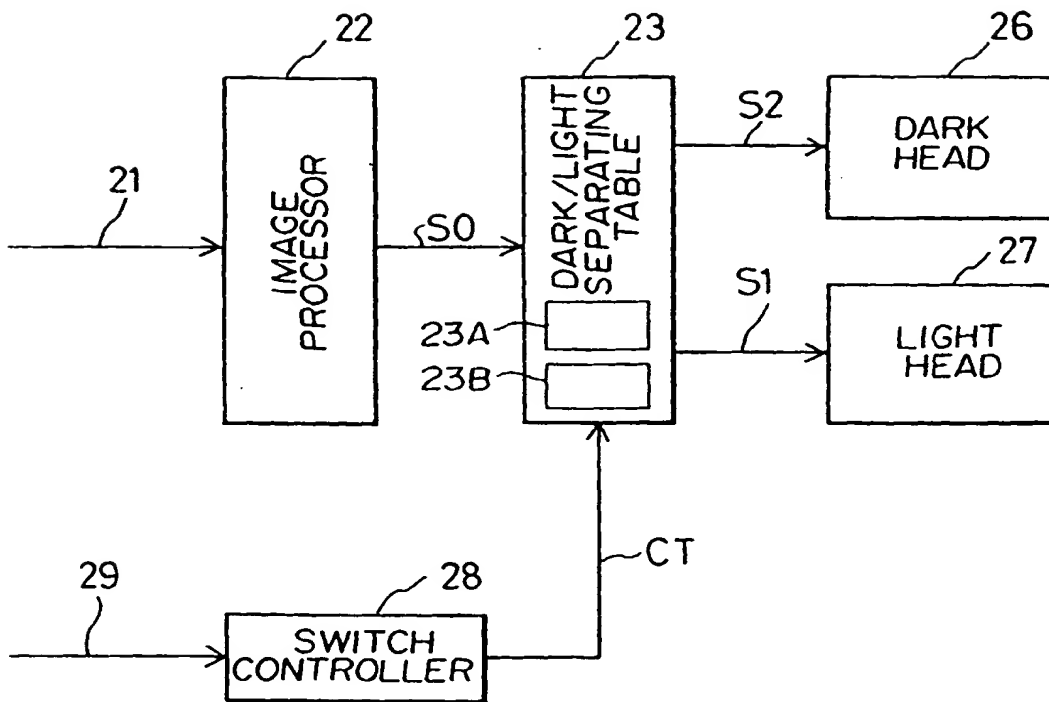 22
23
26
21
IMAGE
PROCESSOR
S0
DARK/LIGHT
SEPARATING
TABLE
23A
23B
S2
DARK
HEAD
27
S1
LIGHT
HEAD
CT
29
28
SWITCH
CONTROLLER